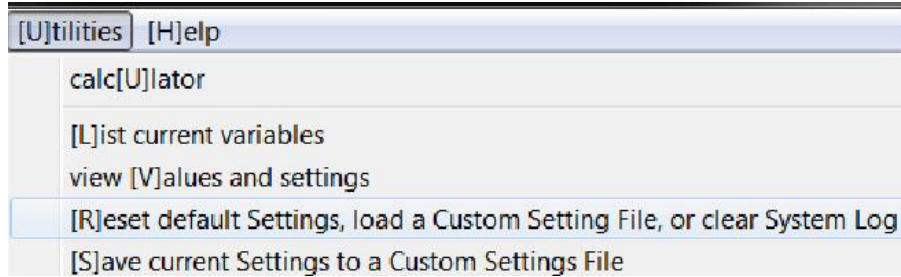 [U]tilities [H]elp
calc[U]lator
[L]ist current variables
view [V]alues and settings
[R]eset default Settings, load a Custom Setting File, or clear System Log
[S]ave current Settings to a Custom Settings File